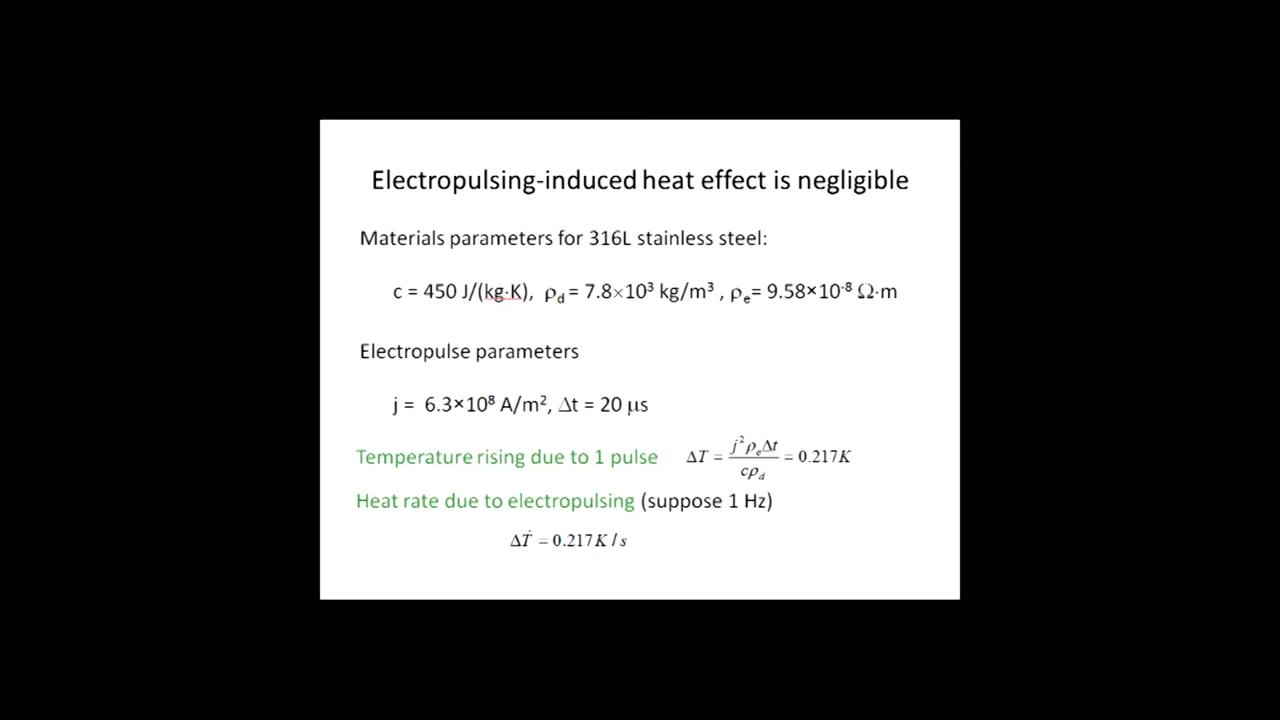 Electropulsing-induced heat effect is negligible
Materials parameters for 316L stainless steel:
c = 450 J/(kg·K), ρd = 7.8×10³ kg/m³ , ρe= 9.58×10⁻⁸ Ω·m
Electropulse parameters
j = 6.3×10⁸ A/m², Δt = 20 μs
Temperature rising due to 1 pulse ΔT = j²ρeΔt / cρd = 0.217K
Heat rate due to electropulsing (suppose 1 Hz)
ΔṪ = 0.217K / s